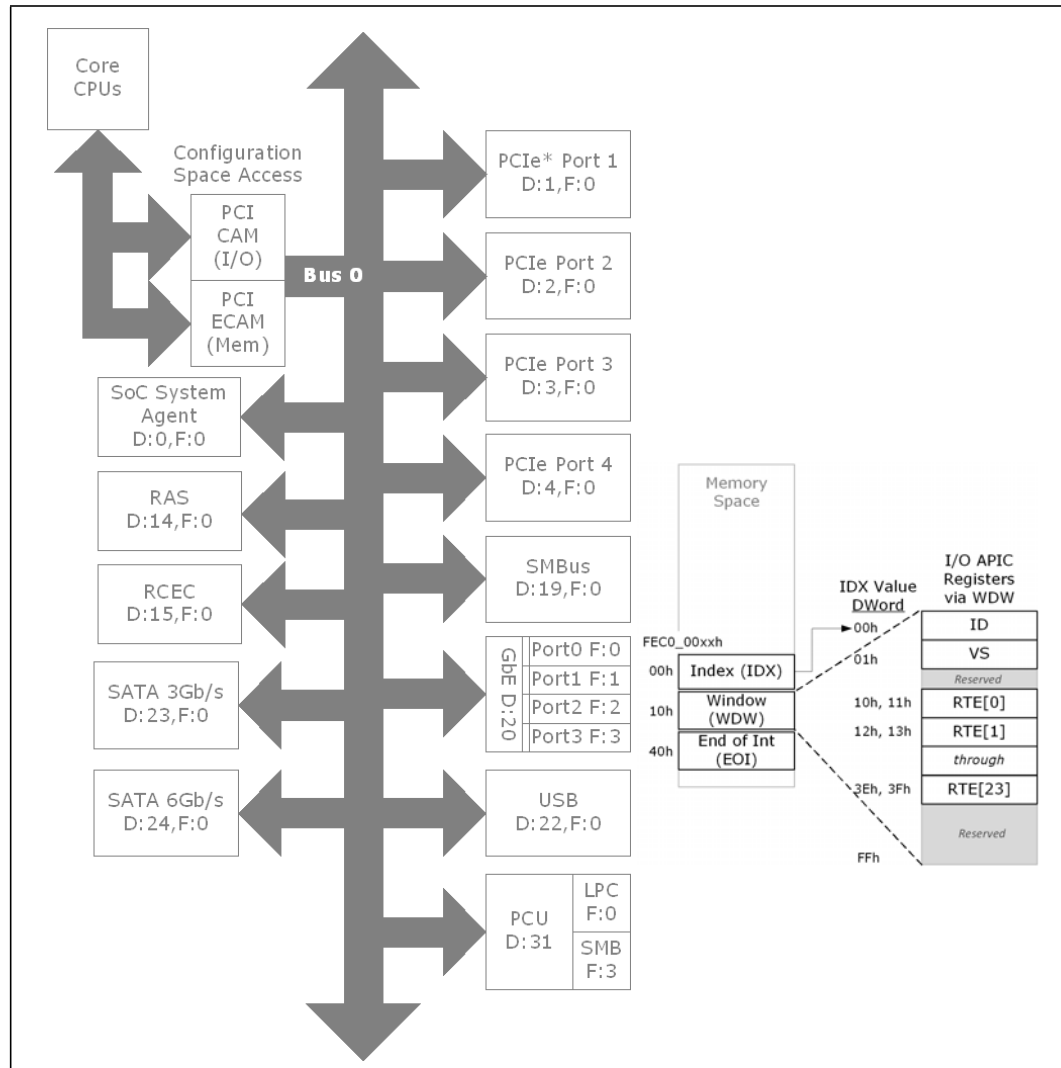 Core
CPUs
Configuration
Space Access
PCI
CAM
(I/O)
PCI
ECAM
(Mem)
Bus 0
SoC System
Agent
D:0,F:0
RAS
D:14,F:0
RCEC
D:15,F:0
SATA 3Gb/s
D:23,F:0
SATA 6Gb/s
D:24,F:0
PCIe* Port 1
D:1,F:0
PCIe Port 2
D:2,F:0
PCIe Port 3
D:3,F:0
PCIe Port 4
D:4,F:0
SMBus
D:19,F:0
GbE D:20
Port0 F:0
Port1 F:1
Port2 F:2
Port3 F:3
USB
D:22,F:0
PCU
D:31
LPC
F:0
SMB
F:3
Memory
Space
FEC0_00xxh
00h
Index (IDX)
10h
Window
(WDW)
40h
End of Int
(EOI)
IDX Value
DWord
I/O APIC
Registers
via WDW
00h
ID
01h
VS
Reserved
10h, 11h
RTE[0]
12h, 13h
RTE[1]
through
3Eh, 3Fh
RTE[23]
Reserved
FFh